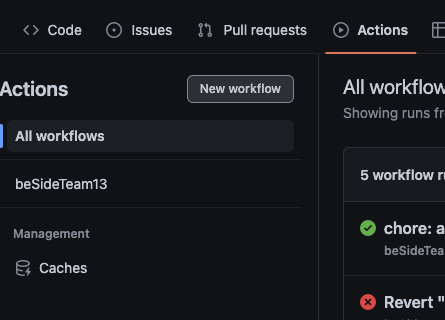 Code
Issues
Pull requests
Actions
Actions
New workflow
All workflows
beSideTeam13
Management
Caches
All workflow
Showing runs fr
5 workflow r
chore: a
beSideTea
Revert "